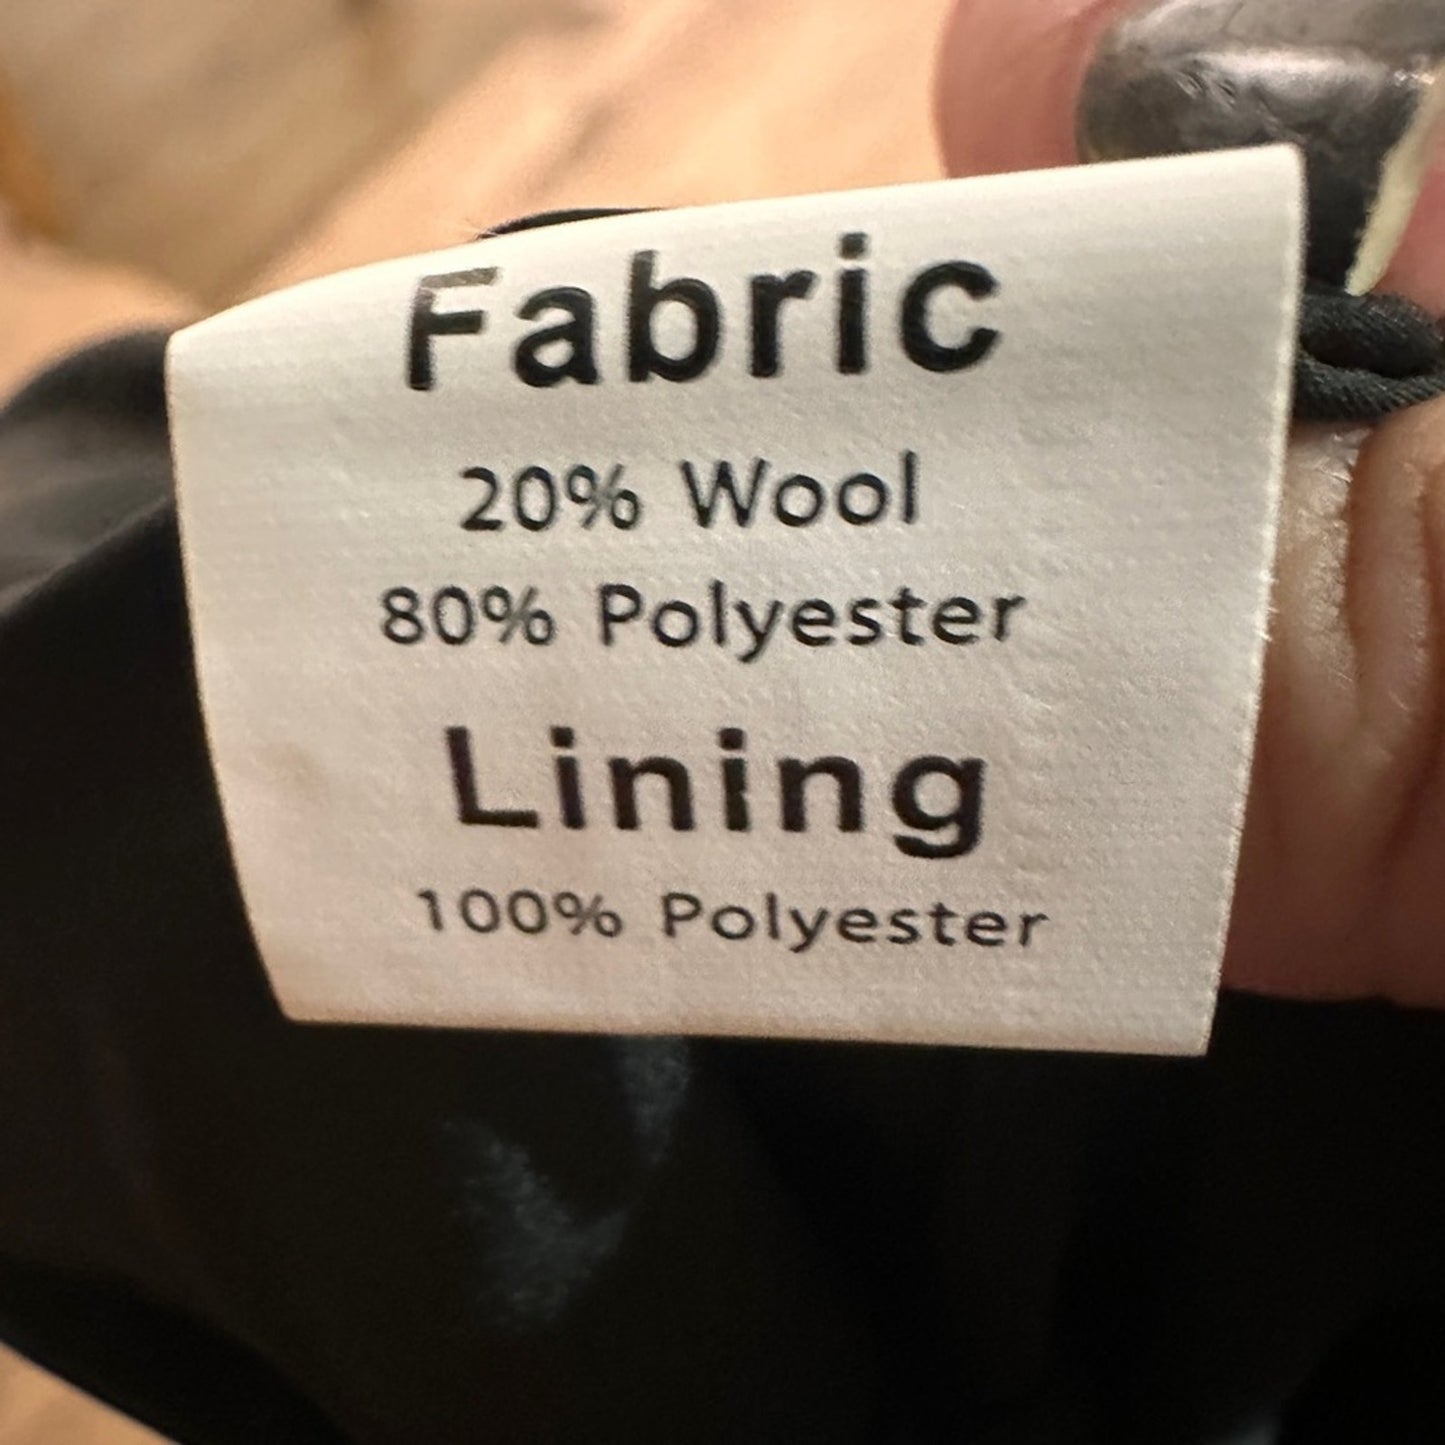 Fabric
20% Wool
80% Polyester
Lining
100% Polyester